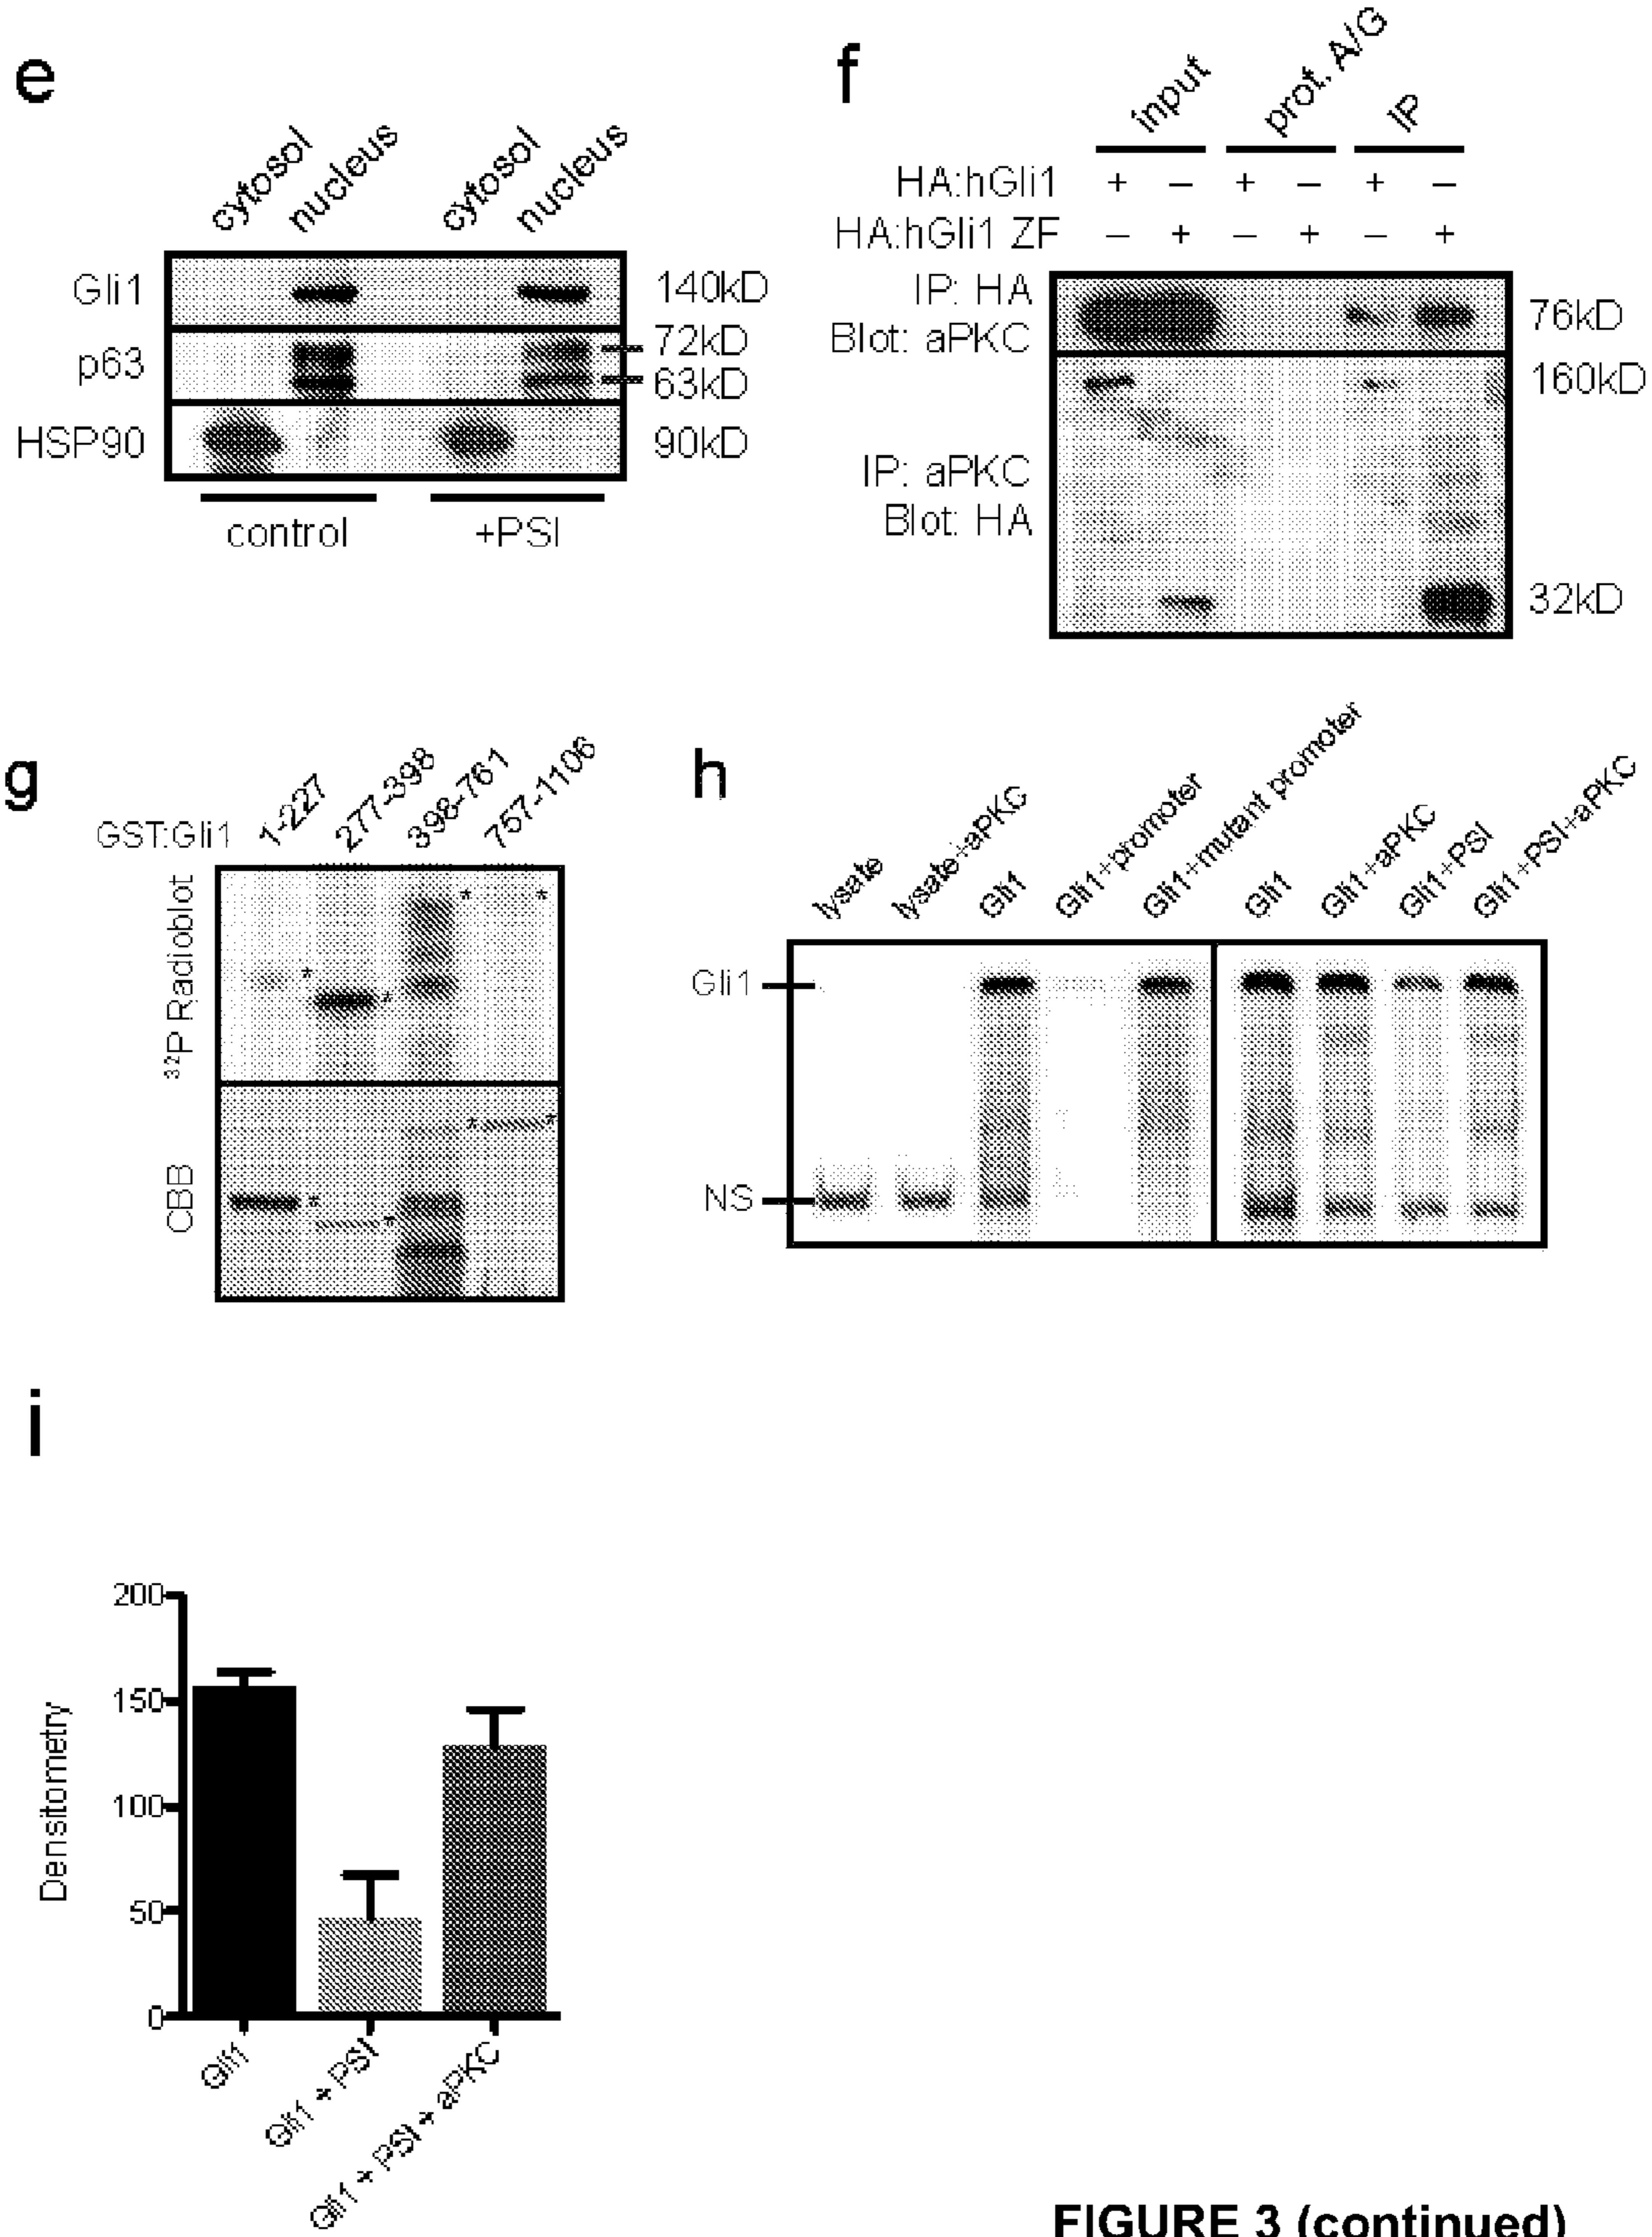 e
cytosol nucleus cytosol nucleus
Gli1 140kD
p63 72kD
63kD
HSP90 90kD
control +PSI
f
input prot. A/G IP
HA:hGli1 + – + – + –
HA:hGli1 ZF – + – + – +
IP: HA
Blot: aPKC
76kD
160kD
IP: aPKC
Blot: HA
32kD
g
GST:Gli1 1-227 277-398 398-761 757-1106
32P Radioblot
* * * *
CBB
* * * *
h
lysate lysate+aPKC Gli1 Gli1+promoter Gli1+mutant promoter Gli1 Gli1+aPKC Gli1+PSI Gli1+PSI+aPKC
Gli1
NS
i
Densitometry
200
150
100
50
0
Gli1 Gli1 + PSI Gli1 + PSI + aPKC
FIGURE 3 (continued)